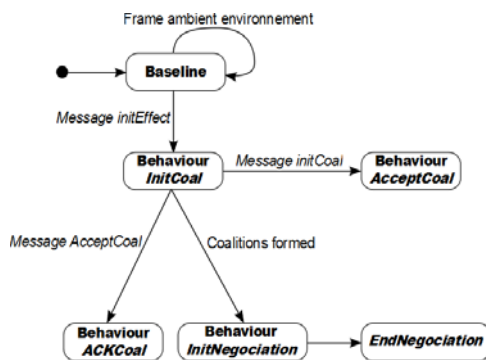 Frame ambient environnement
Baseline
Message initEffect
Behaviour
InitCoal
Message initCoal
Behaviour
AcceptCoal
Message AcceptCoal
Coalitions formed
Behaviour
ACKCoal
Behaviour
InitNegociation
EndNegociation